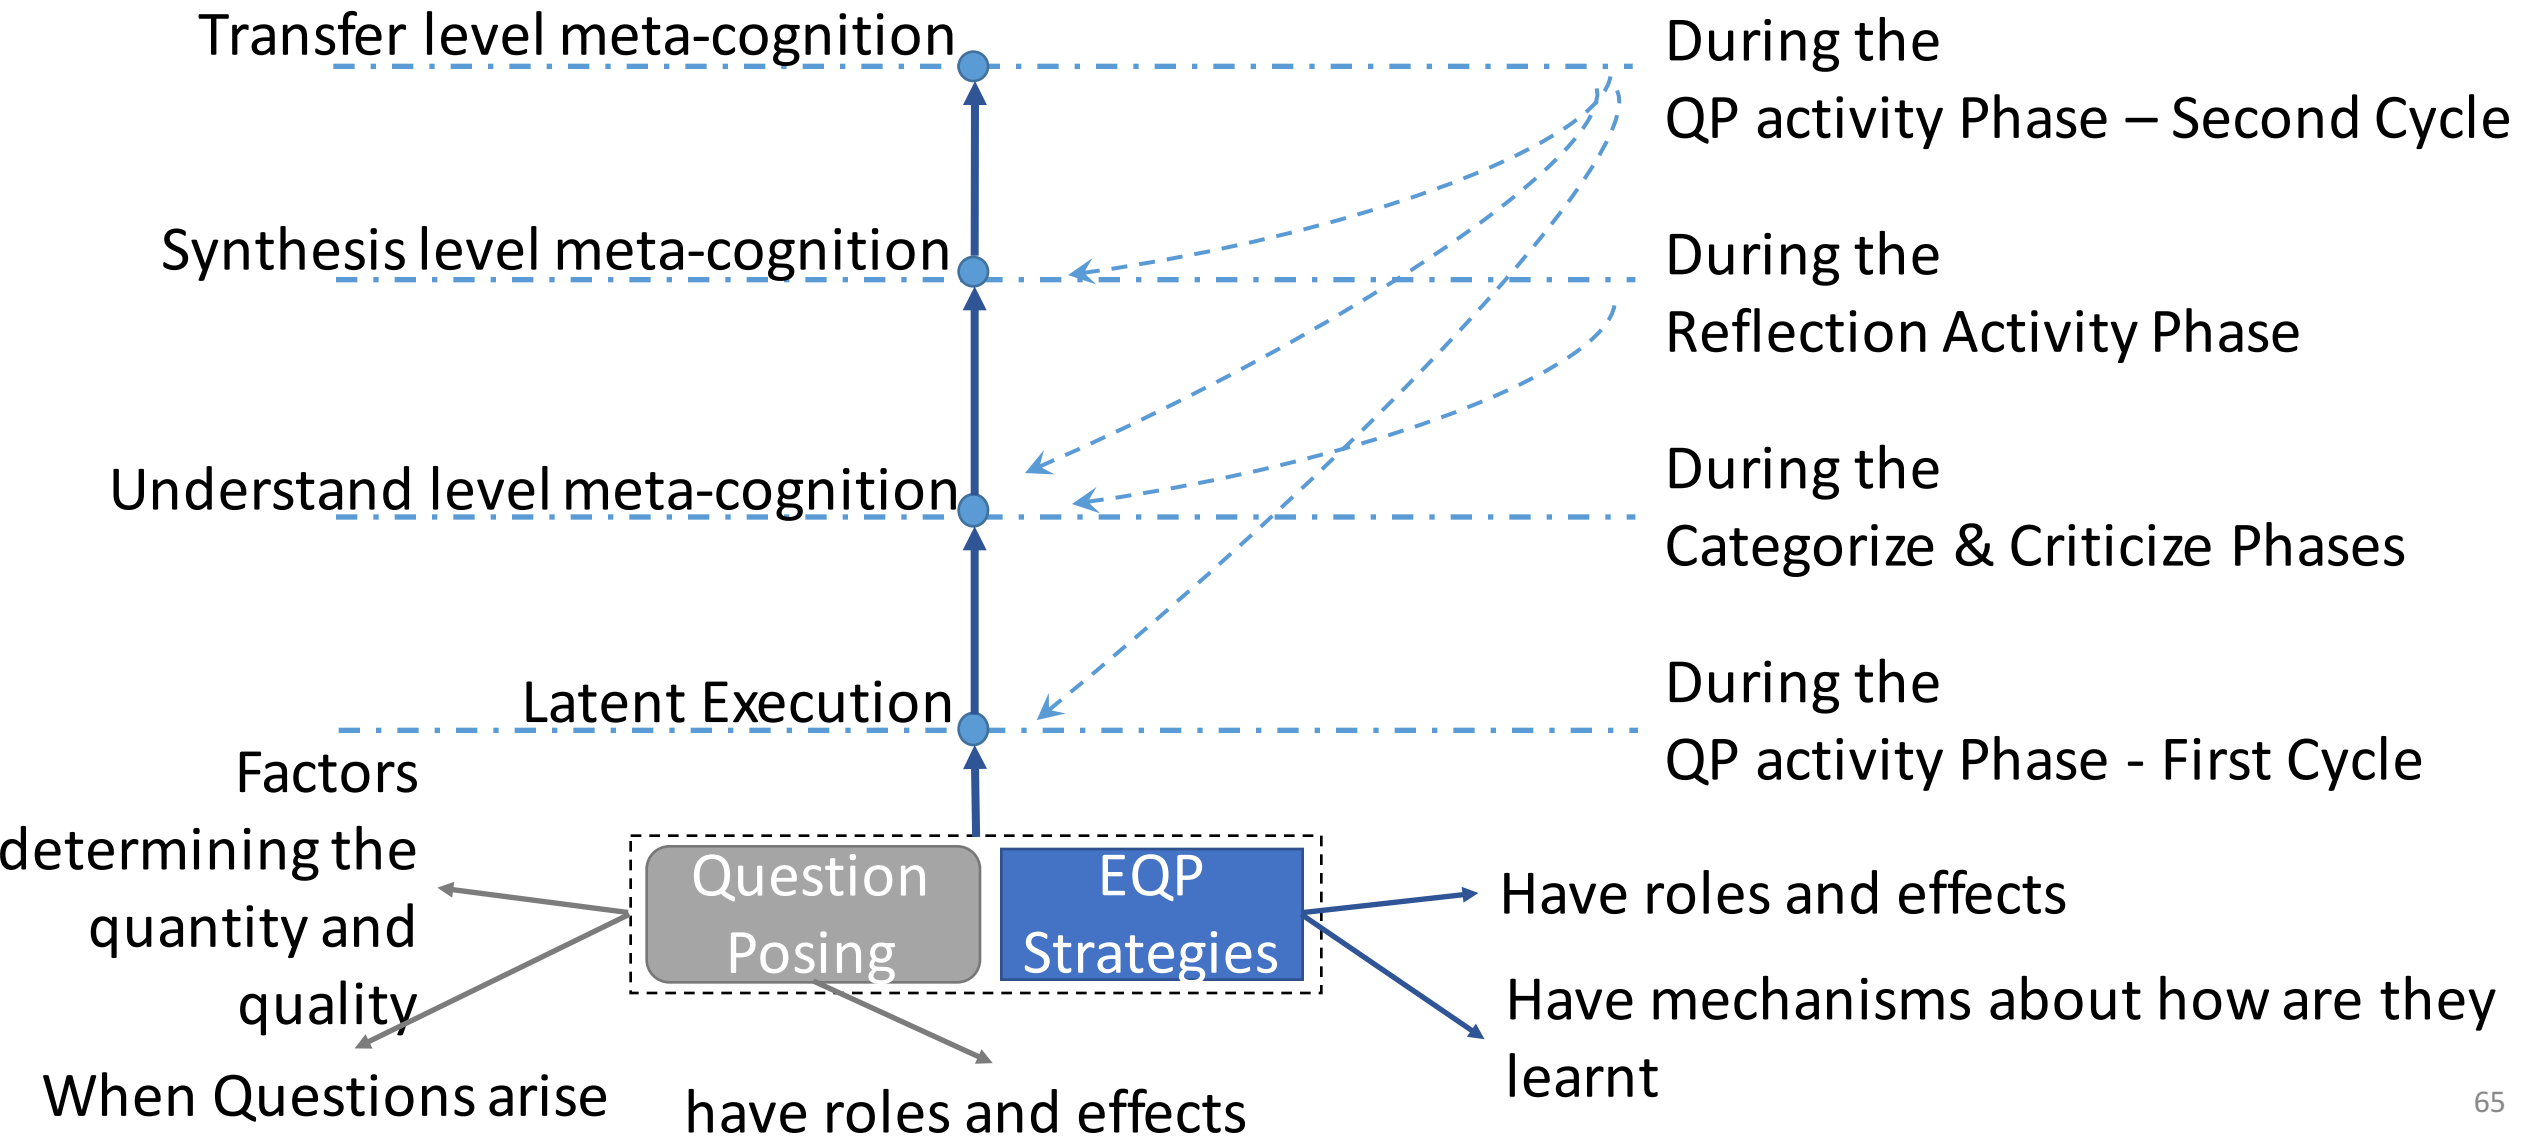 Transfer level meta-cognition
During the
QP activity Phase – Second Cycle
Synthesis level meta-cognition
During the
Reflection Activity Phase
Understand level meta-cognition
During the
Categorize & Criticize Phases
Latent Execution
During the
QP activity Phase - First Cycle
Factors
determining the
quantity and
quality
When Questions arise
Question
Posing
have roles and effects
EQP
Strategies
Have roles and effects
Have mechanisms about how are they
learnt
65